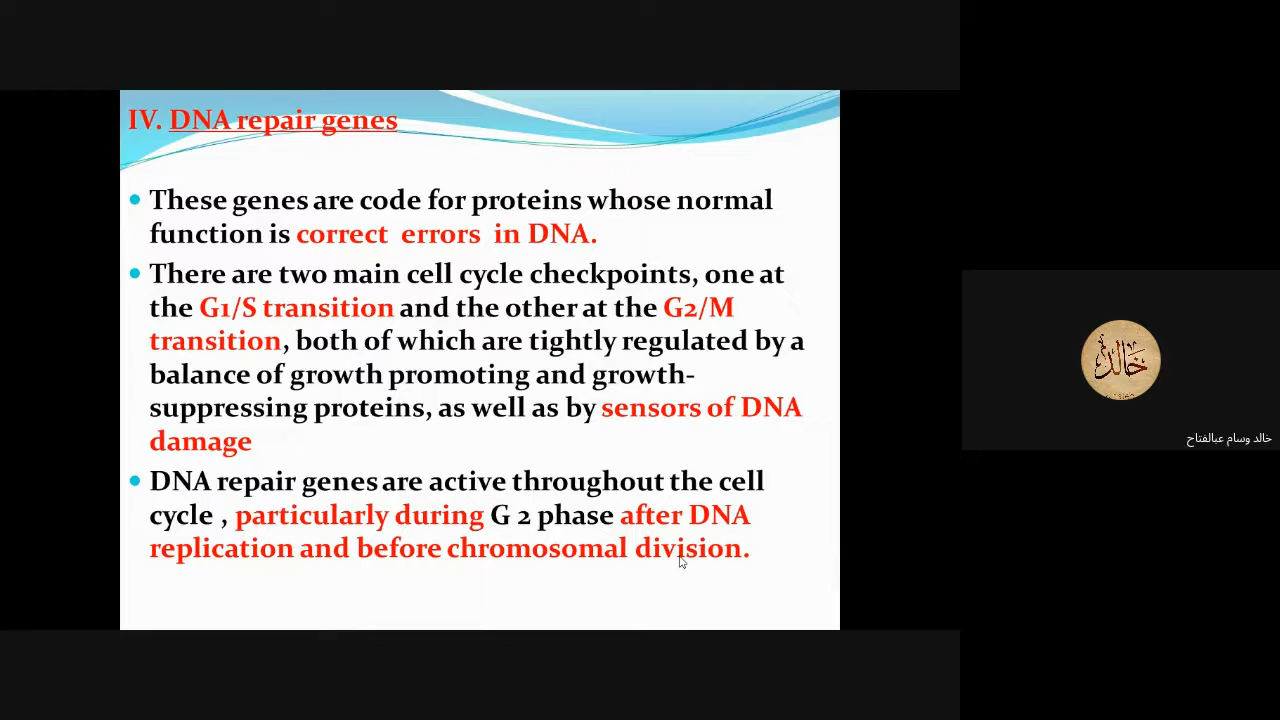 IV. DNA repair genes
These genes are code for proteins whose normal
function is correct errors in DNA.
There are two main cell cycle checkpoints, one at
the G1/S transition and the other at the G2/M
transition, both of which are tightly regulated by a
balance of growth promoting and growth-
suppressing proteins, as well as by sensors of DNA
damage
DNA repair genes are active throughout the cell
cycle , particularly during G 2 phase after DNA
replication and before chromosomal division.
خالد
خالد وسام عبالفتاح